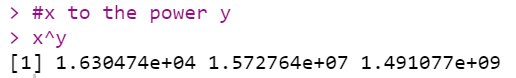 > #x to the power y
> x^y
[1] 1.630474e+04 1.572764e+07 1.491077e+09